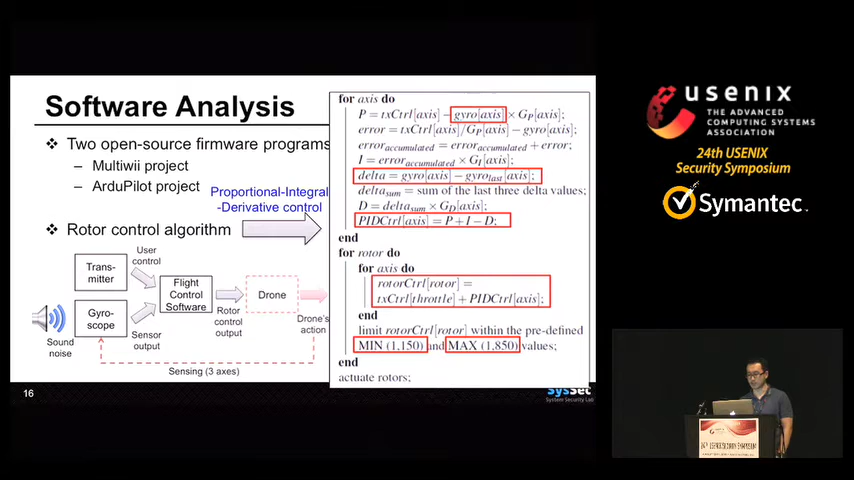 Software Analysis
❖ Two open-source firmware programs
– Multiwii project
– ArduPilot project
Proportional-Integral
-Derivative control
❖ Rotor control algorithm
User
control
Trans-
mitter
Flight
Control
Software
Drone
Gyro-
scope
Sound
noise
Sensor
output
Rotor
control
output
Drone's
action
Sensing (3 axes)
16
for axis do
P = txCtrl[axis] − gyro[axis] × G_P[axis];
error = txCtrl[axis]/G_P[axis] − gyro[axis];
error_accumulated = error_accumulated + error;
I = error_accumulated × G_I[axis];
delta = gyro[axis] − gyro_last[axis];
delta_sum = sum of the last three delta values;
D = delta_sum × G_D[axis];
PIDCtrl[axis] = P + I − D;
end
for rotor do
for axis do
rotorCtrl[rotor] =
txCtrl[throttle] + PIDCtrl[axis];
end
limit rotorCtrl[rotor] within the pre-defined
MIN (1,150) and MAX (1,850) values;
end
actuate rotors;
SysSec
System Security Lab
usenix
THE ADVANCED
COMPUTING SYSTEMS
ASSOCIATION
24th USENIX
Security Symposium
Symantec.